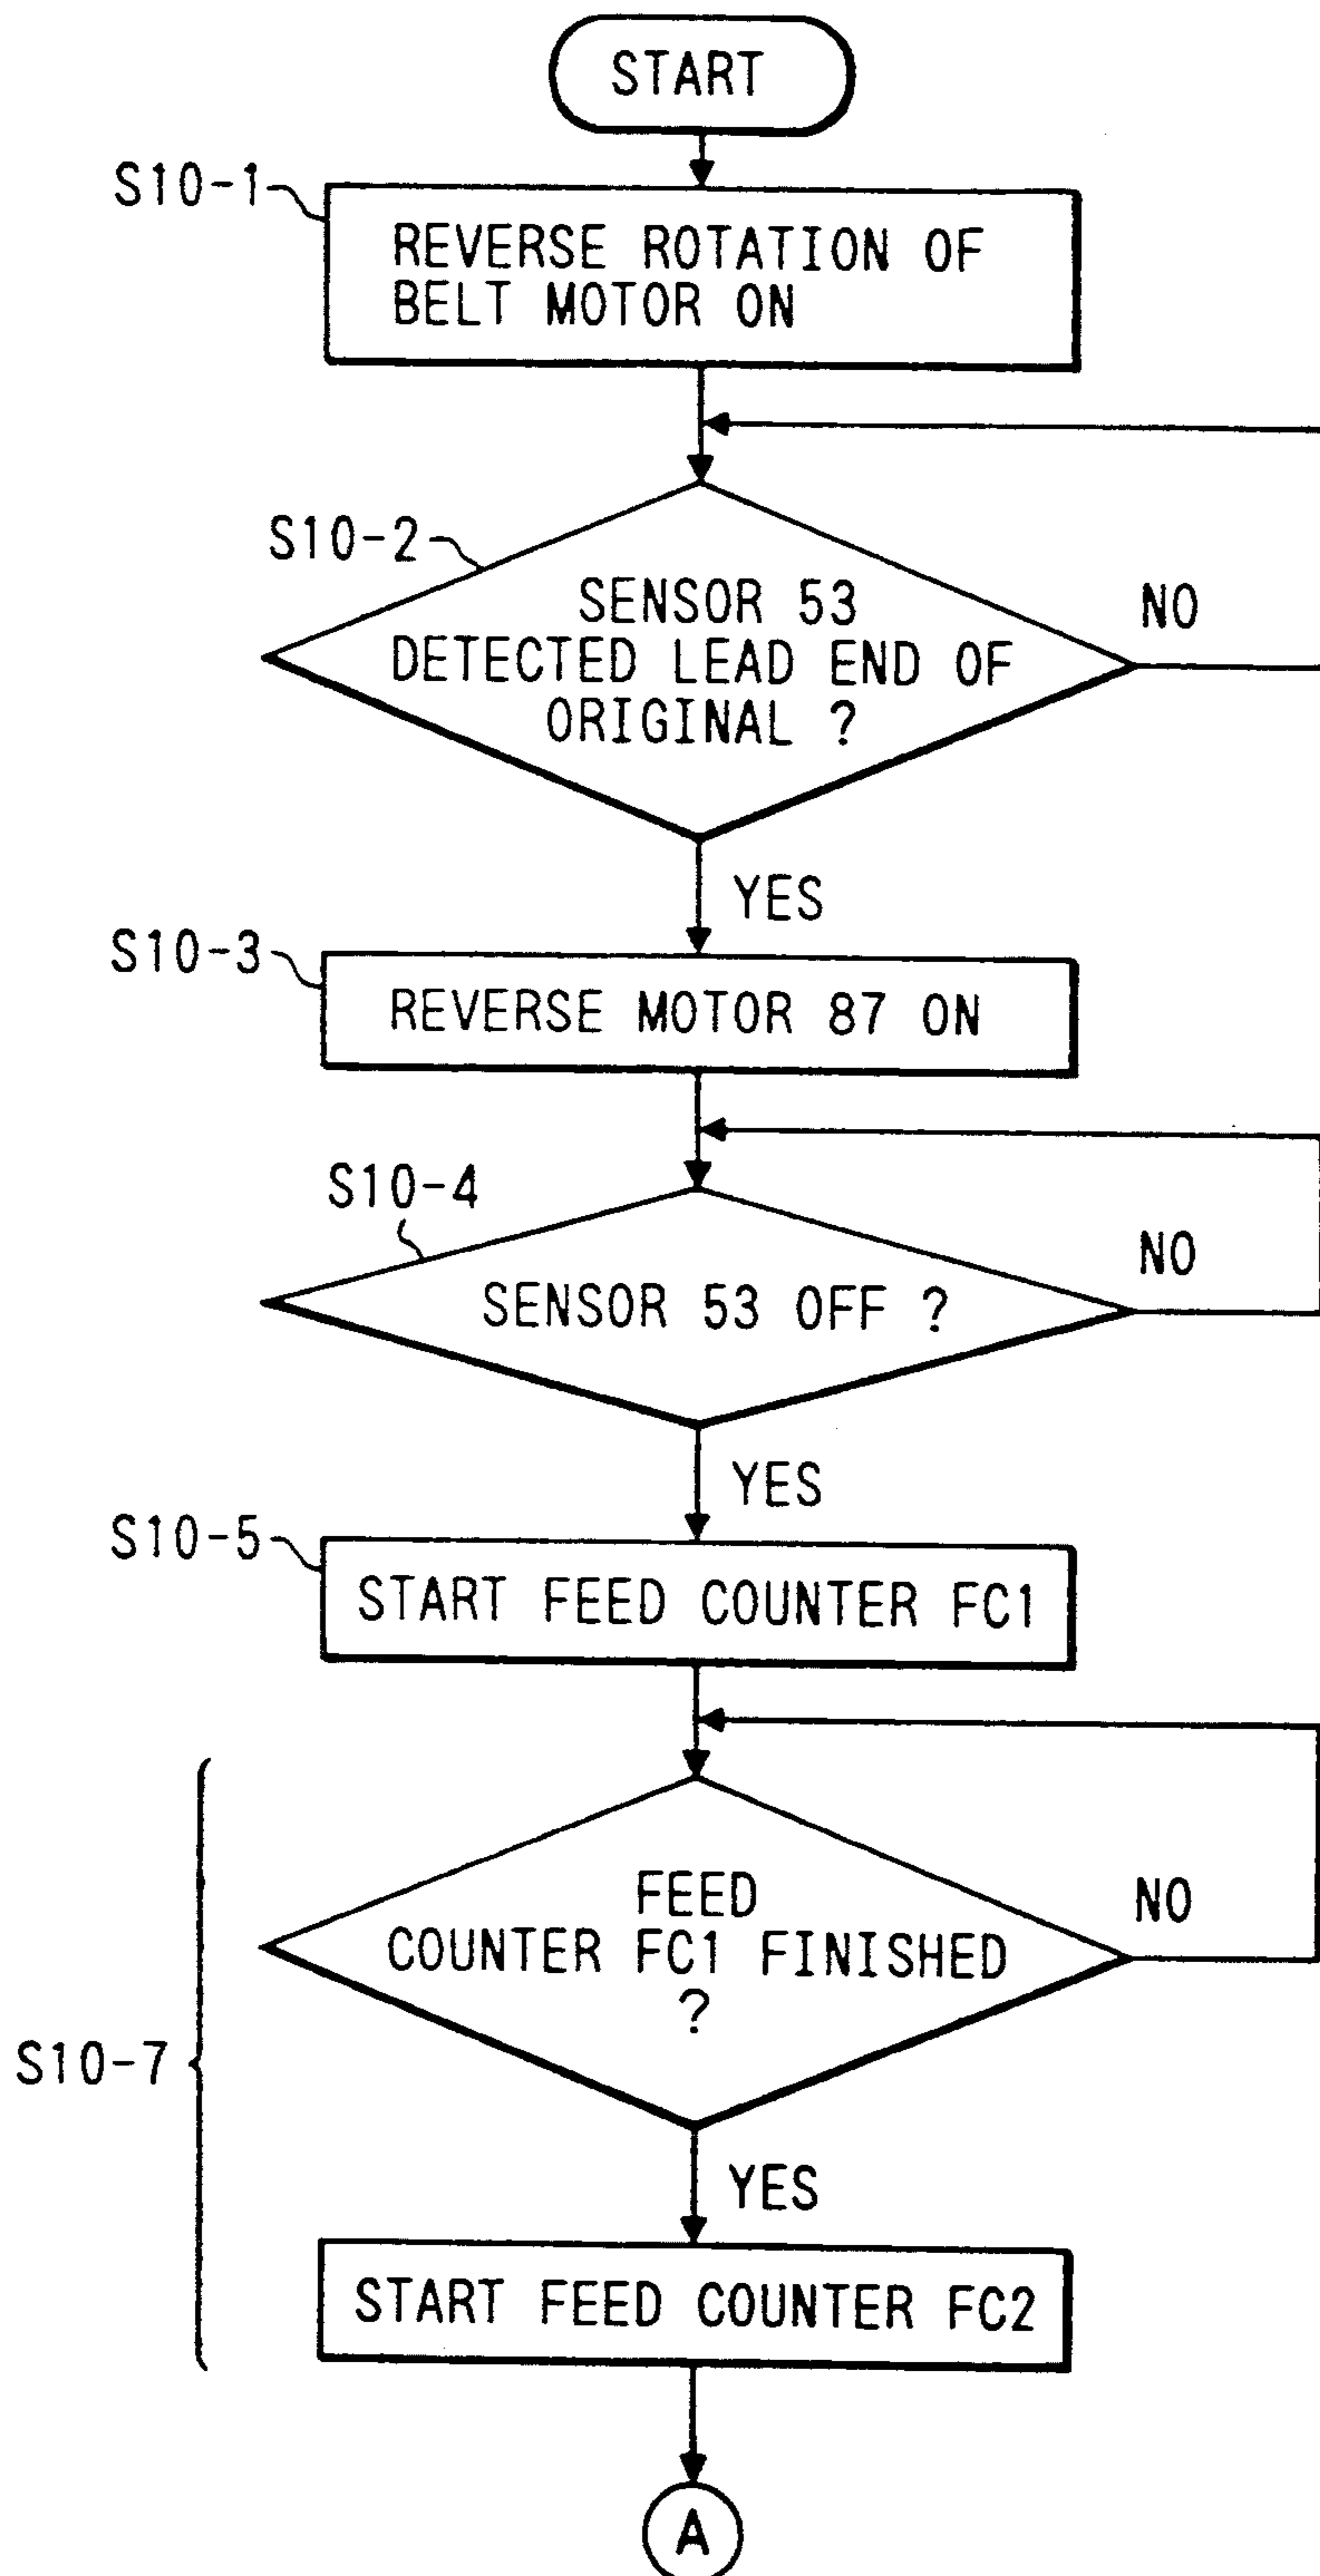 START
S10-1
REVERSE ROTATION OF
BELT MOTOR ON
S10-2
SENSOR 53
DETECTED LEAD END OF
ORIGINAL ?
NO
YES
S10-3
REVERSE MOTOR 87 ON
S10-4
SENSOR 53 OFF ?
NO
YES
S10-5
START FEED COUNTER FC1
S10-7
FEED
COUNTER FC1 FINISHED
?
NO
YES
START FEED COUNTER FC2
A